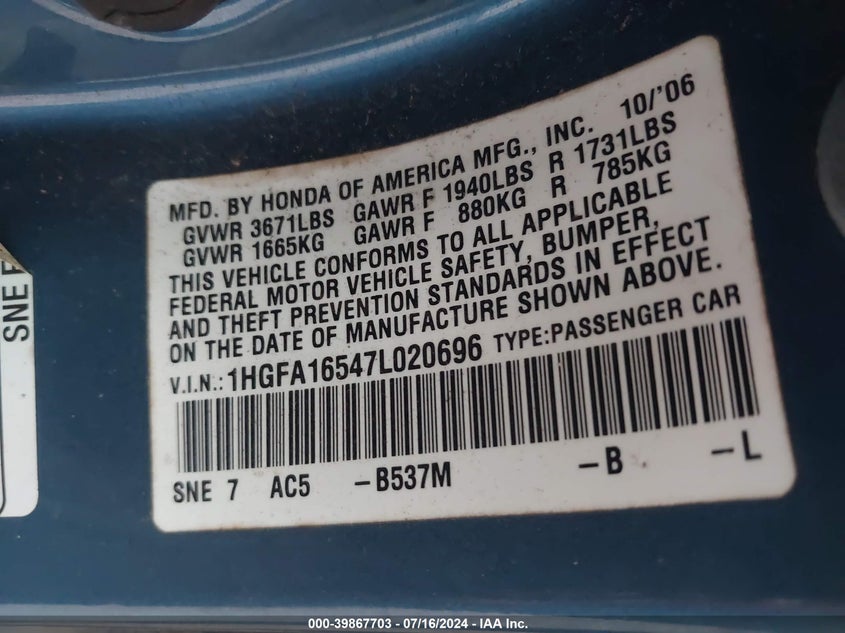 MFD. BY HONDA OF AMERICA MFG., INC. 10/'06
GVWR 3671LBS GAWR F 1940LBS R 1731LBS
GVWR 1665KG GAWR F 880KG R 785KG
THIS VEHICLE CONFORMS TO ALL APPLICABLE
FEDERAL MOTOR VEHICLE SAFETY, BUMPER,
AND THEFT PREVENTION STANDARDS IN EFFECT
ON THE DATE OF MANUFACTURE SHOWN ABOVE.
V.I.N.: 1HGFA16547L020696 TYPE:PASSENGER CAR
SNE 7 AC5 -B537M -B -L
SNE
000-39867703 - 07/16/2024 - IAA Inc.